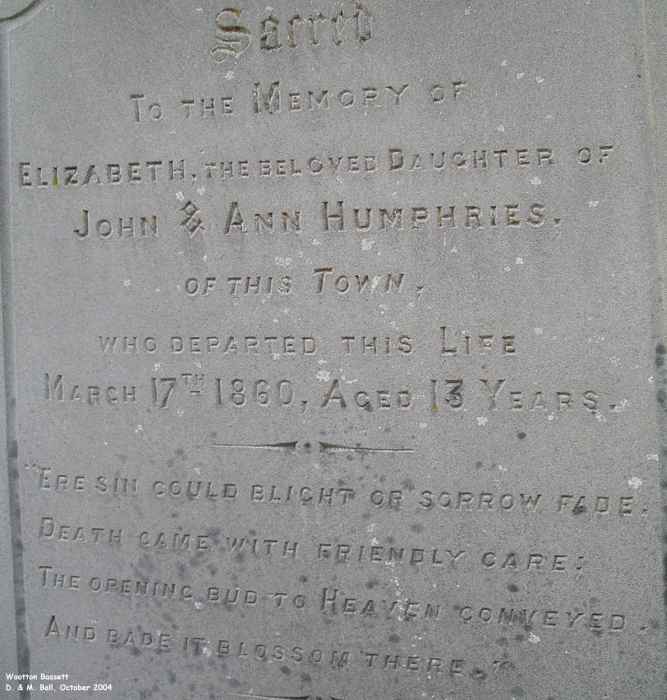 Sacred
To the Memory of
Elizabeth, the beloved Daughter of
John & Ann Humphries,
of this Town,
who departed this Life
March 17TH 1860, Aged 13 Years.
"Ere sin could blight or sorrow fade,
Death came with friendly care:
The opening bud to Heaven conveyed,
And bade it blossom there."
Wootton Bassett
D. & M. Ball, October 2004